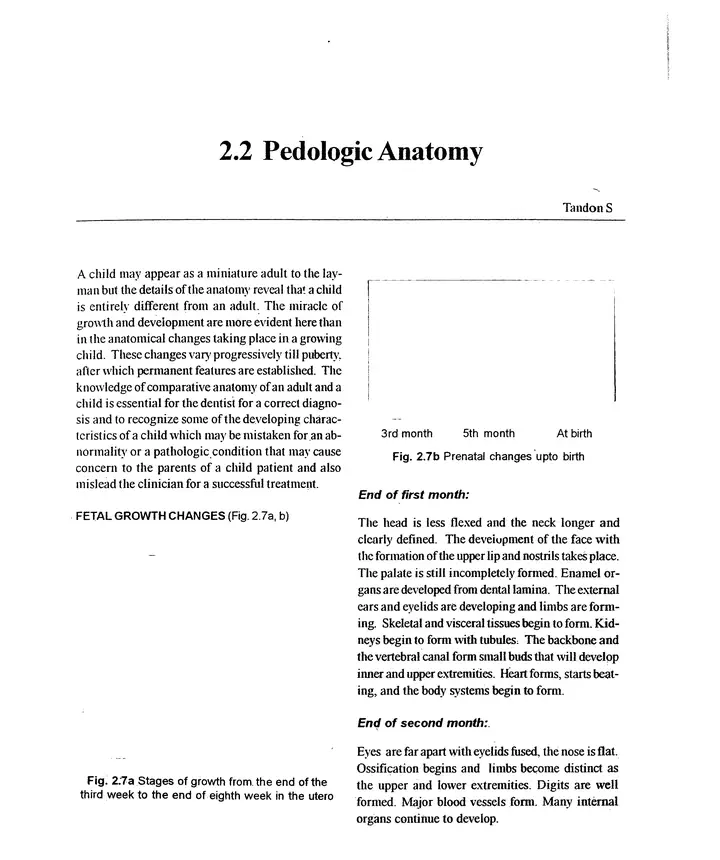 2.2 Pedologic Anatomy
Tandon S
A child may appear as a miniature adult to the lay-
man but the details of the anatomy reveal that a child
is entirely different from an adult. The miracle of
growth and development are more evident here than
in the anatomical changes taking place in a growing
child. These changes vary progressively till puberty,
after which permanent features are established. The
knowledge of comparative anatomy of an adult and a
child is essential for the dentist for a correct diagno-
sis and to recognize some of the developing charac-
teristics of a child which may be mistaken for an ab-
normality or a pathologic condition that may cause
concern to the parents of a child patient and also
mislead the clinician for a successful treatment.
FETAL GROWTH CHANGES (Fig. 2.7a, b)
Fig. 2.7a Stages of growth from the end of the
third week to the end of eighth week in the utero
3rd month 5th month At birth
Fig. 2.7b Prenatal changes upto birth
End of first month:
The head is less flexed and the neck longer and
clearly defined. The development of the face with
the formation of the upper lip and nostrils takes place.
The palate is still incompletely formed. Enamel or-
gans are developed from dental lamina. The external
ears and eyelids are developing and limbs are form-
ing. Skeletal and visceral tissues begin to form. Kid-
neys begin to form with tubules. The backbone and
the vertebral canal form small buds that will develop
inner and upper extremities. Heart forms, starts beat-
ing, and the body systems begin to form.
End of second month:
Eyes are far apart with eyelids fused, the nose is flat.
Ossification begins and limbs become distinct as
the upper and lower extremities. Digits are well
formed. Major blood vessels form. Many internal
organs continue to develop.